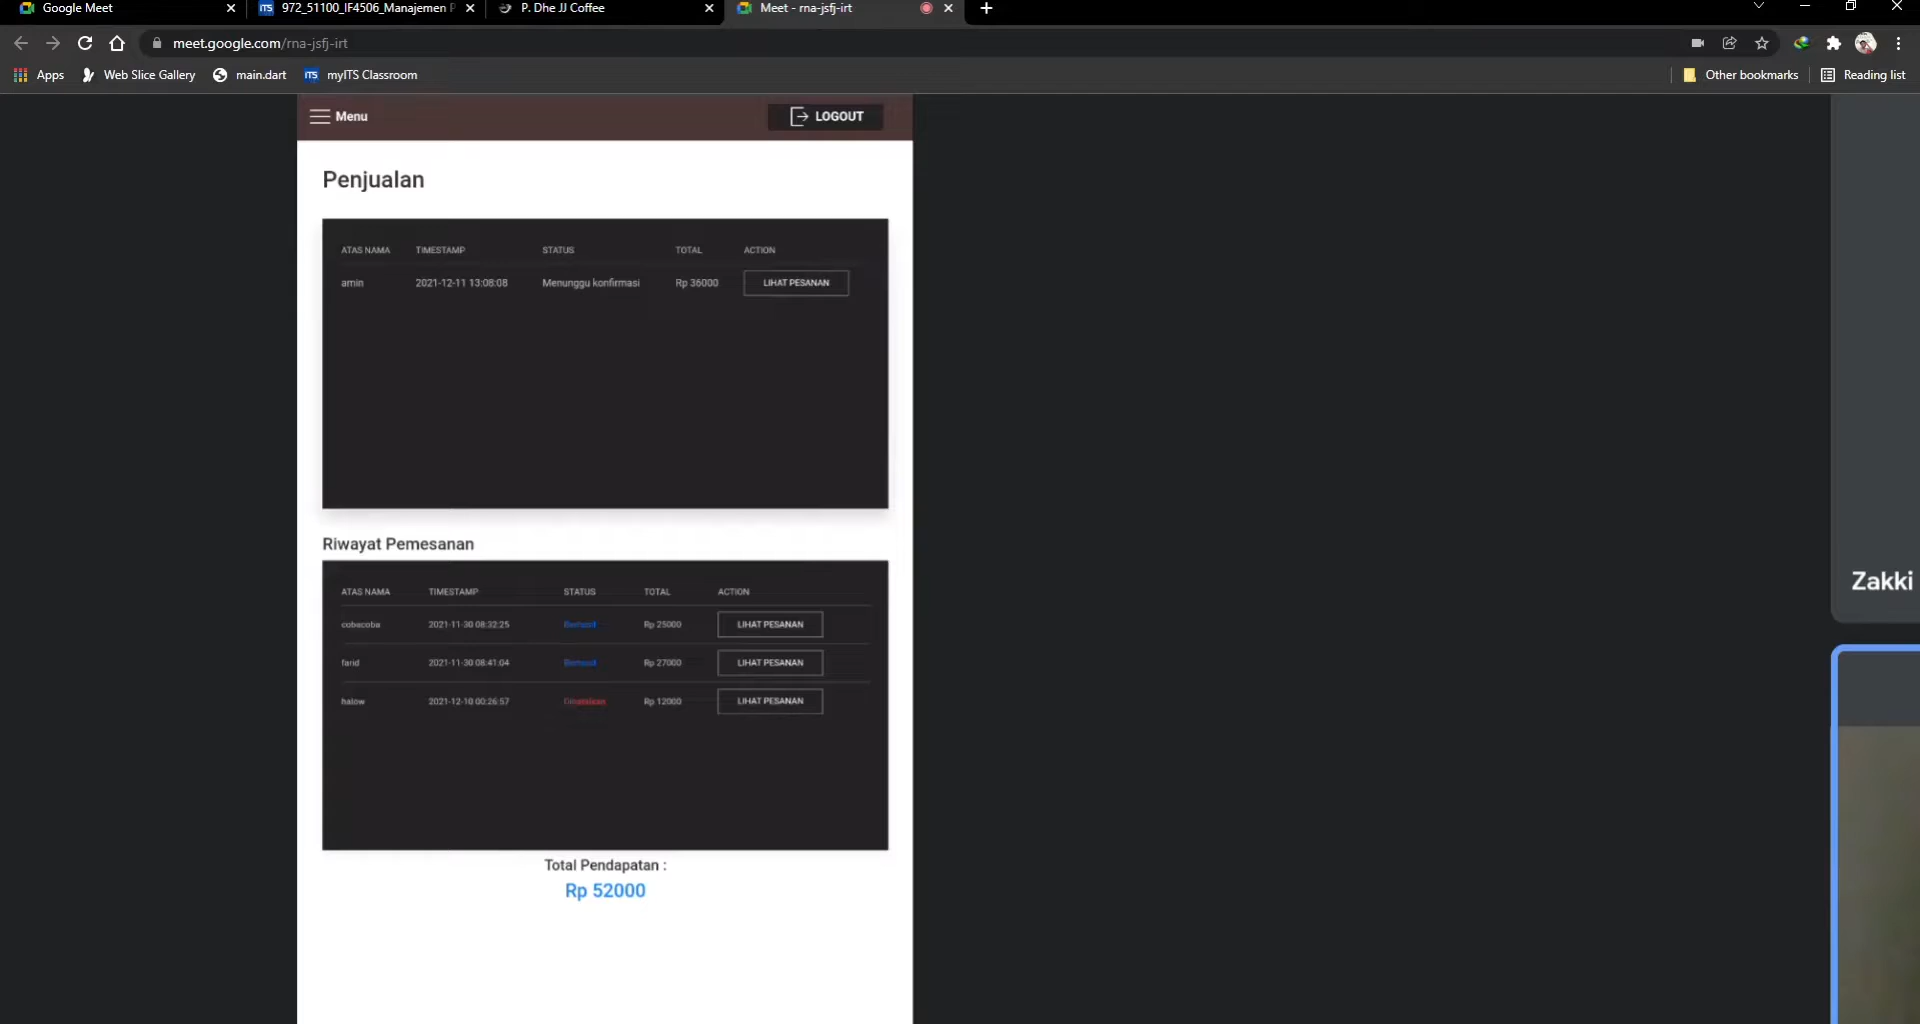 Google Meet
972_51100_IF4506_Manajemen P
P. Dhe JJ Coffee
Meet - rna-jsfj-irt
meet.google.com/rna-jsfj-irt
Apps
Web Slice Gallery
main.dart
ITS myITS Classroom
Other bookmarks
Reading list
Menu
LOGOUT
Penjualan
ATAS NAMA TIMESTAMP STATUS TOTAL ACTION
amin 2021-12-11 13:08:08 Menunggu konfirmasi Rp 36000 LIHAT PESANAN
Riwayat Pemesanan
ATAS NAMA TIMESTAMP STATUS TOTAL ACTION
cobacoba 2021-11-30 08:32:25 Rp 25000 LIHAT PESANAN
farid 2021-11-30 08:41:04 Rp 27000 LIHAT PESANAN
halow 2021-12-10 00:26:57 Rp 12000 LIHAT PESANAN
Total Pendapatan :
Rp 52000
Zakki